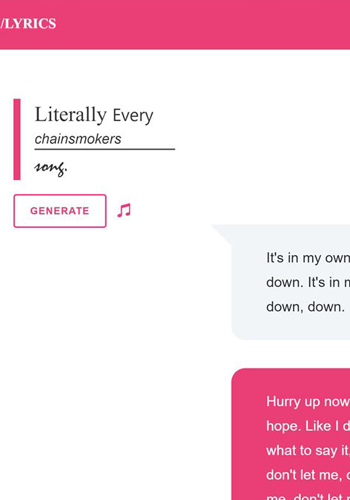 /LYRICS
Literally Every
chainsmokers
song.
GENERATE
It's in my own
down. It's in
down, down.
Hurry up now
hope. Like I
what to say it,
don't let me,
me, don't let